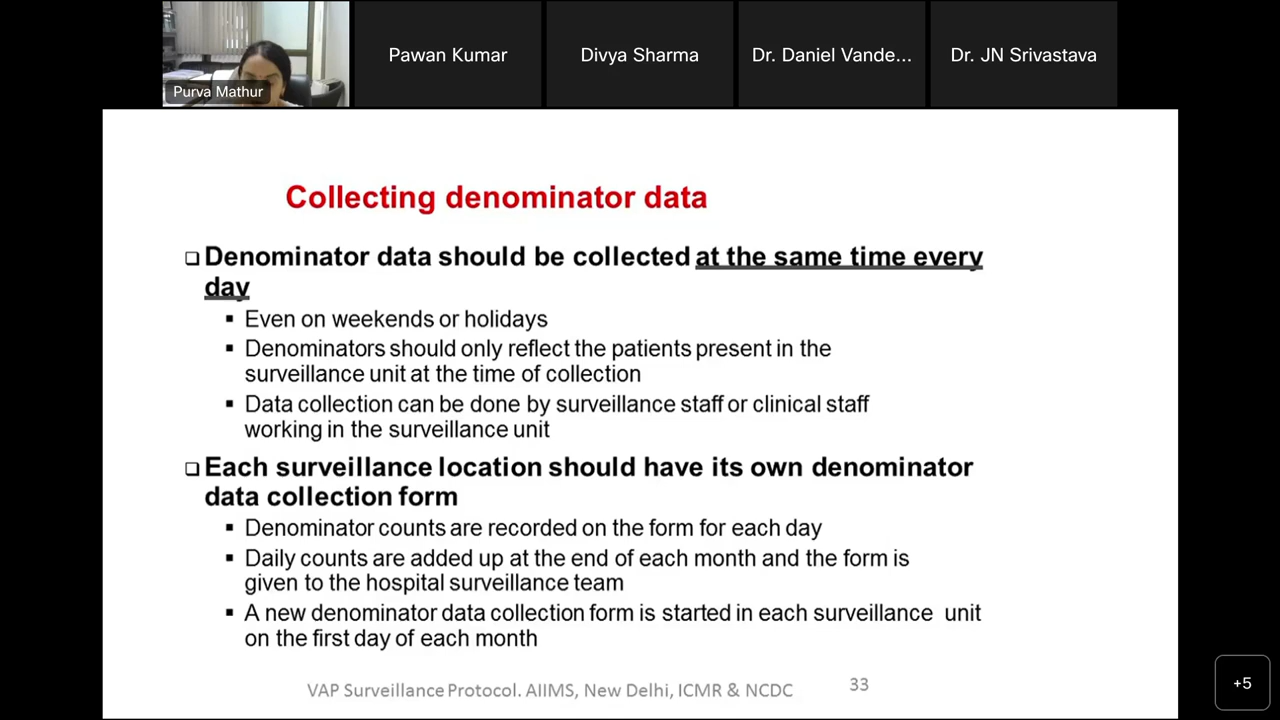 Purva Mathur
Pawan Kumar
Divya Sharma
Dr. Daniel Vande...
Dr. JN Srivastava
Collecting denominator data
❑ Denominator data should be collected at the same time every
day
▪ Even on weekends or holidays
▪ Denominators should only reflect the patients present in the
surveillance unit at the time of collection
▪ Data collection can be done by surveillance staff or clinical staff
working in the surveillance unit
❑ Each surveillance location should have its own denominator
data collection form
▪ Denominator counts are recorded on the form for each day
▪ Daily counts are added up at the end of each month and the form is
given to the hospital surveillance team
▪ A new denominator data collection form is started in each surveillance unit
on the first day of each month
VAP Surveillance Protocol. AIIMS, New Delhi, ICMR & NCDC
33
+5